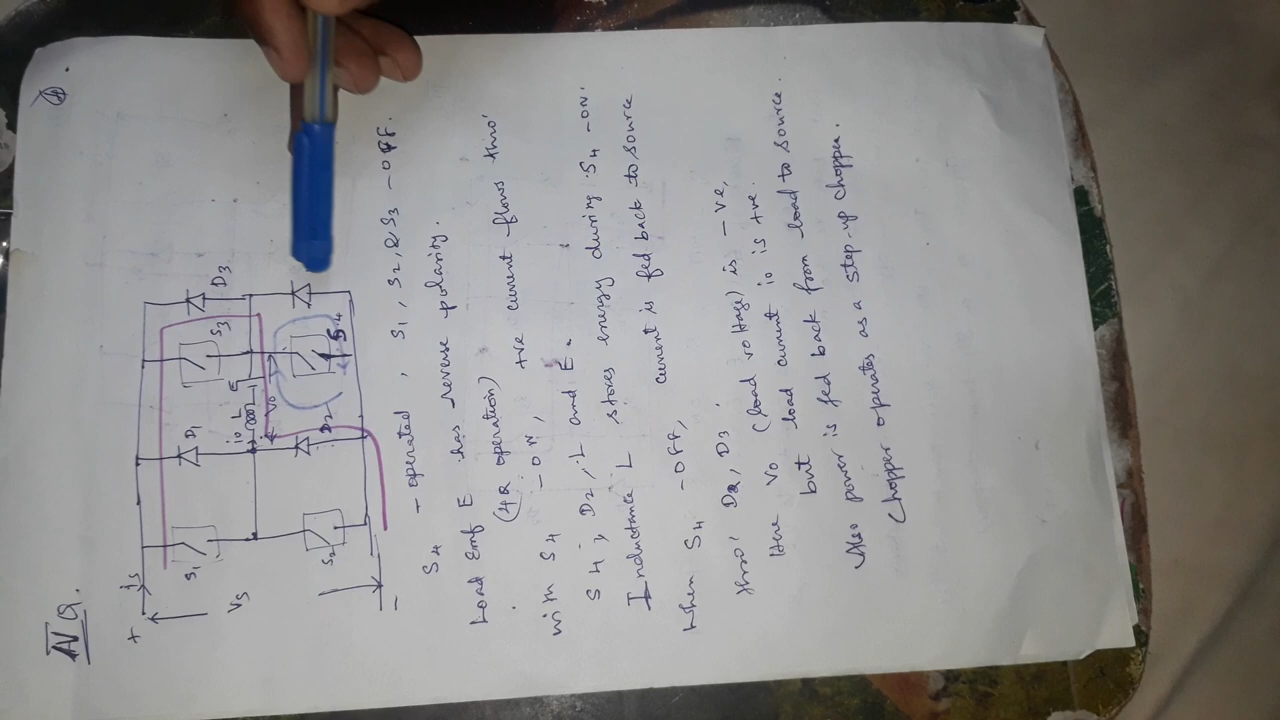 IV Q.
+ is
Vs
S1
D1
S3
D3
io L
E
Vo
S2
D2
S4
-
S4 - operated, S1, S2, & S3 - OFF.
Load Emf E has reverse polarity.
(4Q operation)
with S4 - ON, +ve current flows thro'
S4, D2, L and E.
Inductance L stores energy during S4 - ON.
When S4 - OFF, current is fed back to source
thro' D2, D3.
Here Vo (load voltage) is -ve,
but load current io is +ve.
Also power is fed back from load to source.
Chopper operates as a step-up chopper.